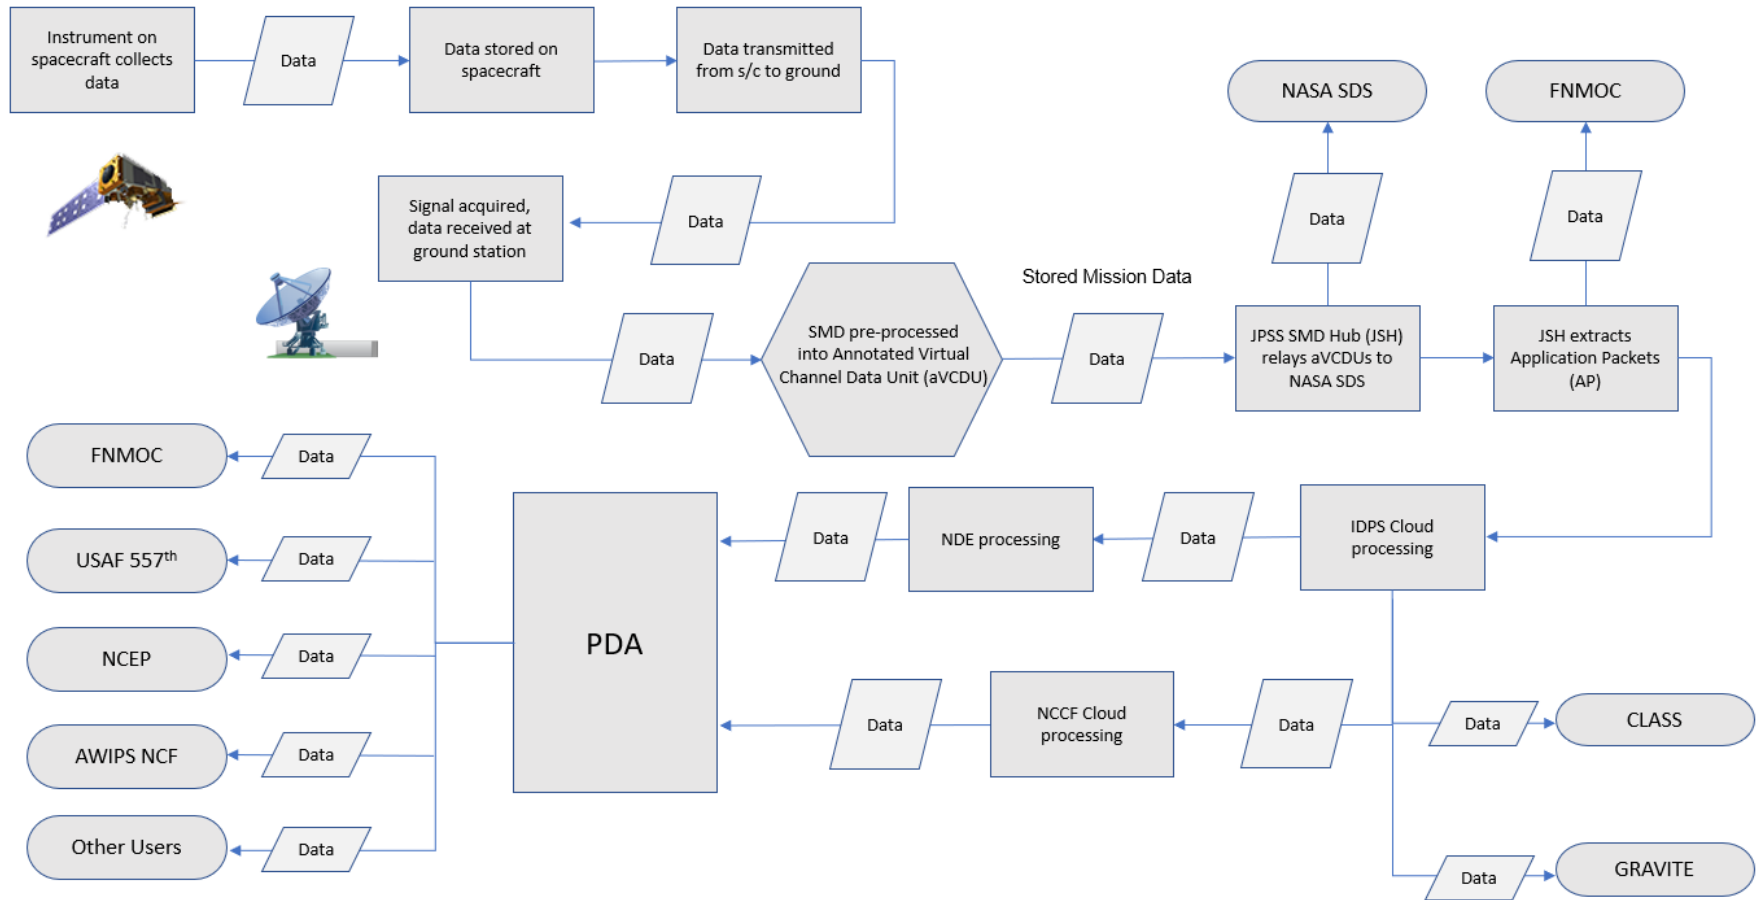 Instrument on
spacecraft collects
data
Data
Data stored on
spacecraft
Data transmitted
from s/c to ground
NASA SDS
FNMOC
Signal acquired,
data received at
ground station
Data
Data
Data
Stored Mission Data
Data
SMD pre-processed
into Annotated Virtual
Channel Data Unit (aVCDU)
Data
JPSS SMD Hub (JSH)
relays aVCDUs to
NASA SDS
JSH extracts
Application Packets
(AP)
FNMOC
Data
USAF 557th
Data
NCEP
Data
AWIPS NCF
Data
Other Users
Data
PDA
Data
NDE processing
Data
IDPS Cloud
processing
Data
NCCF Cloud
processing
Data
Data
CLASS
Data
GRAVITE